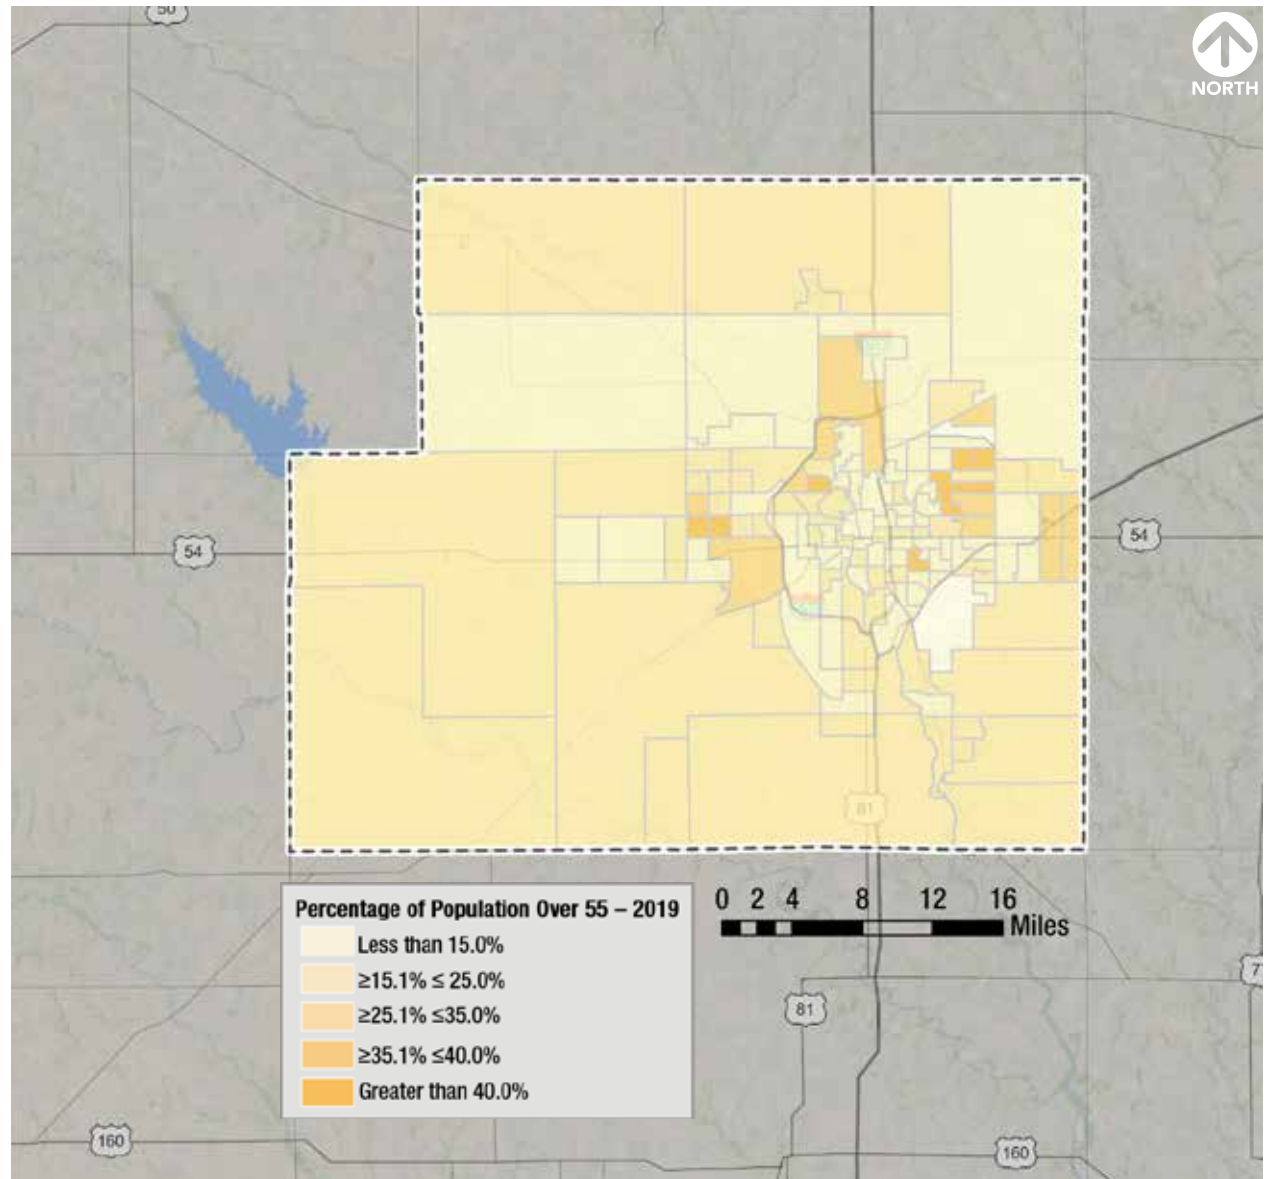 50
NORTH
54
54
81
Percentage of Population Over 55 – 2019
Less than 15.0%
≥15.1% ≤ 25.0%
≥25.1% ≤35.0%
≥35.1% ≤40.0%
Greater than 40.0%
0 2 4 8 12 16
Miles
7
81
160
160